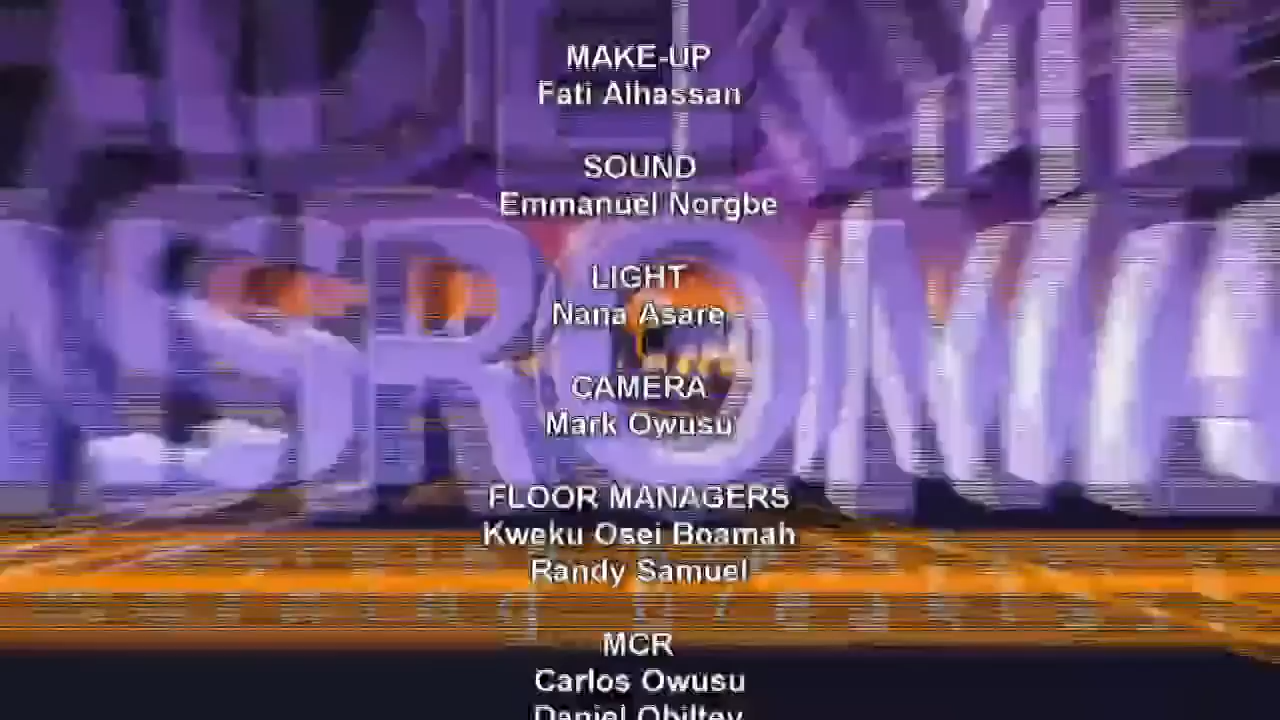 MAKE-UP
Fati Alhassan
SOUND
Emmanuel Norgbe
LIGHT
Nana Asare
CAMERA
Mark Owusu
FLOOR MANAGERS
Kweku Osei Boamah
Randy Samuel
MCR
Carlos Owusu
Daniel